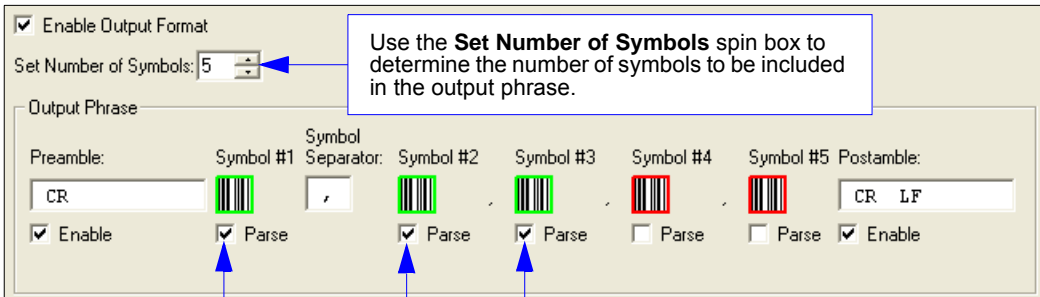 Enable Output Format
Set Number of Symbols: 5
Use the Set Number of Symbols spin box to
determine the number of symbols to be included
in the output phrase.
Output Phrase
Preamble: Symbol #1 Symbol Separator: Symbol #2 Symbol #3 Symbol #4 Symbol #5 Postamble:
CR , , , , CR LF
Enable Parse Parse Parse Parse Parse Enable